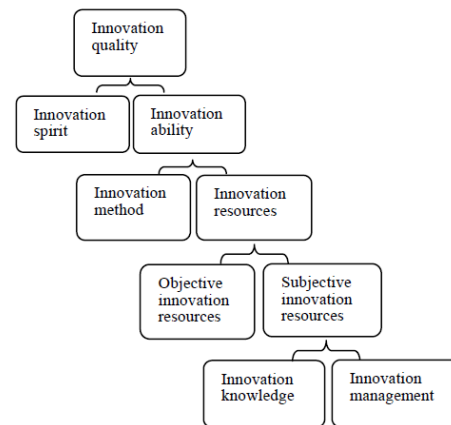 Innovation
quality
Innovation
spirit
Innovation
ability
Innovation
method
Innovation
resources
Objective
innovation
resources
Subjective
innovation
resources
Innovation
knowledge
Innovation
management